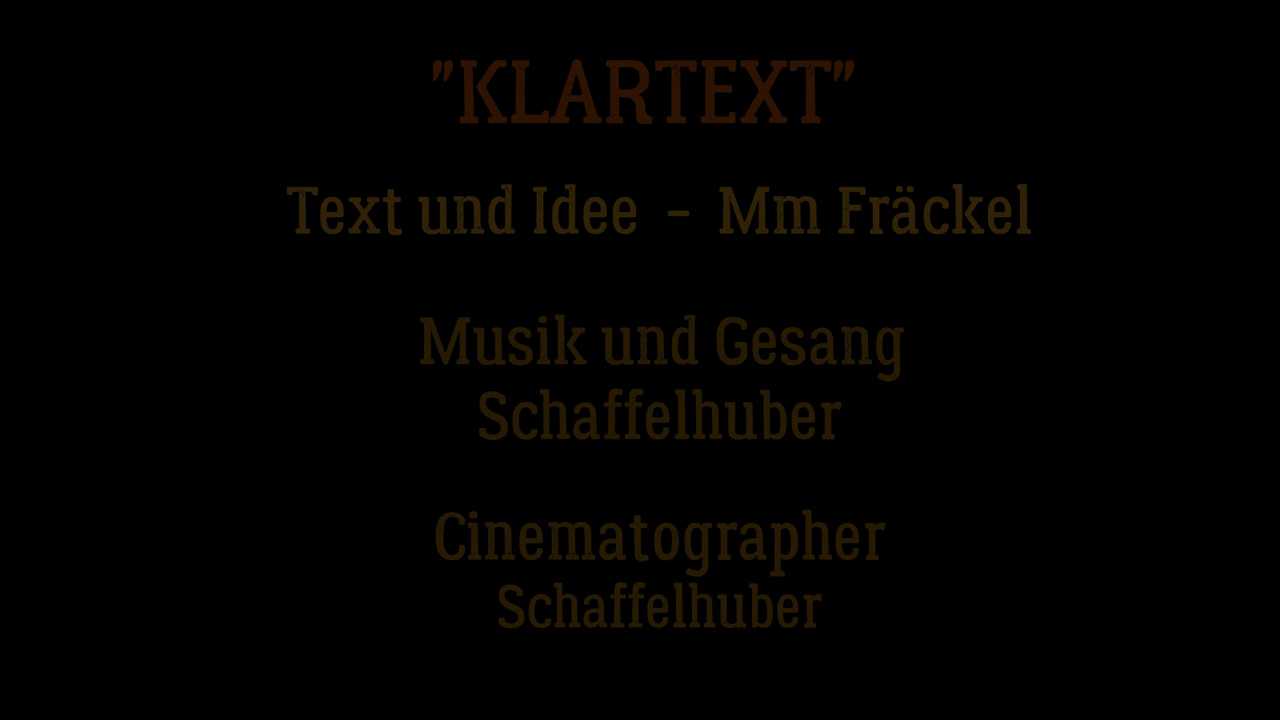 "KLARTEXT"
Text und Idee - Mm Fräckel
Musik und Gesang
Schaffelhuber
Cinematographer
Schaffelhuber